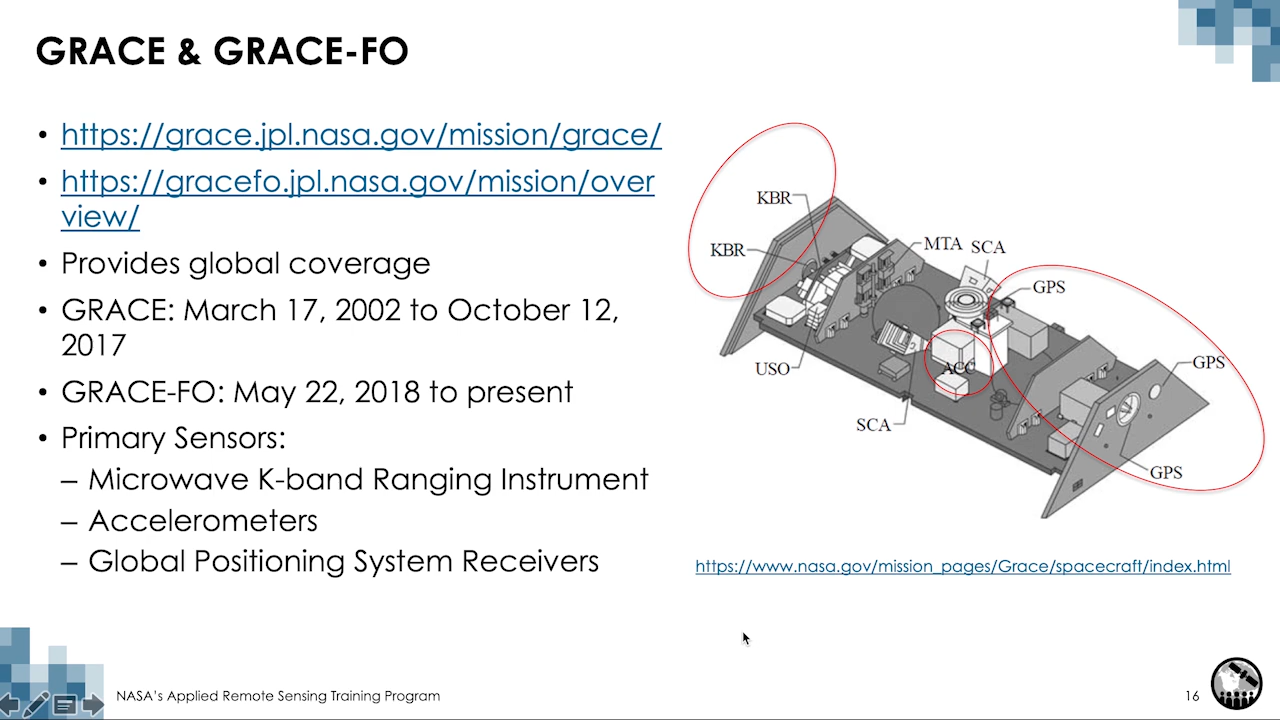 GRACE & GRACE-FO
• https://grace.jpl.nasa.gov/mission/grace/
• https://gracefo.jpl.nasa.gov/mission/over
view/
• Provides global coverage
• GRACE: March 17, 2002 to October 12,
2017
• GRACE-FO: May 22, 2018 to present
• Primary Sensors:
– Microwave K-band Ranging Instrument
– Accelerometers
– Global Positioning System Receivers
KBR
KBR
MTA
SCA
GPS
USO
ACC
GPS
SCA
GPS
https://www.nasa.gov/mission_pages/Grace/spacecraft/index.html
NASA's Applied Remote Sensing Training Program
16